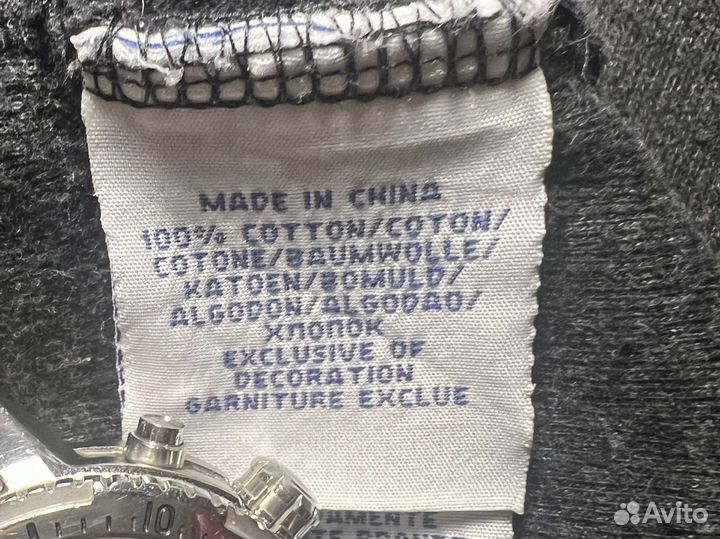 MADE IN CHINA
100% COTTON/COTON/
COTONE/BAUMWOLLE/
KATOEN/BOMULD/
ALGODON/ALGODAO/
ХЛОПОК
EXCLUSIVE OF
DECORATION
GARNITURE EXCLUE
10
Avito